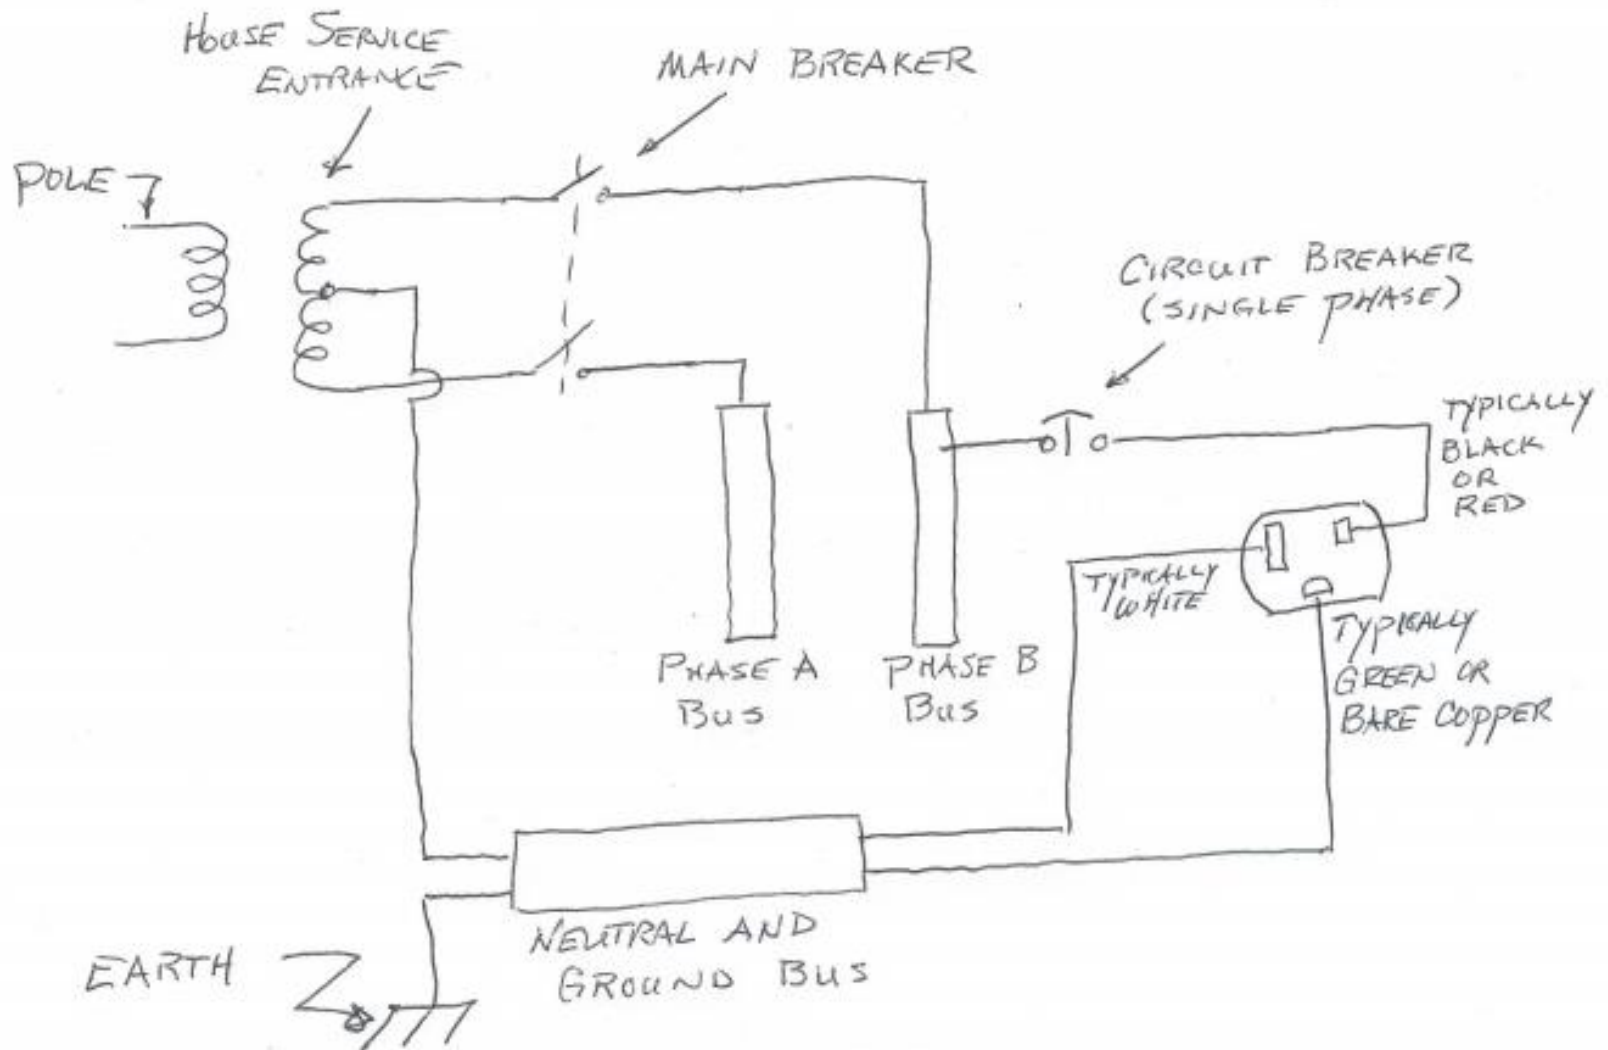 HOUSE SERVICE
ENTRANCE
MAIN BREAKER
POLE
CIRCUIT BREAKER
(SINGLE PHASE)
TYPICALLY
BLACK
OR
RED
TYPICALLY
WHITE
TYPICALLY
GREEN OR
BARE COPPER
PHASE A
BUS
PHASE B
BUS
NEUTRAL AND
GROUND BUS
EARTH